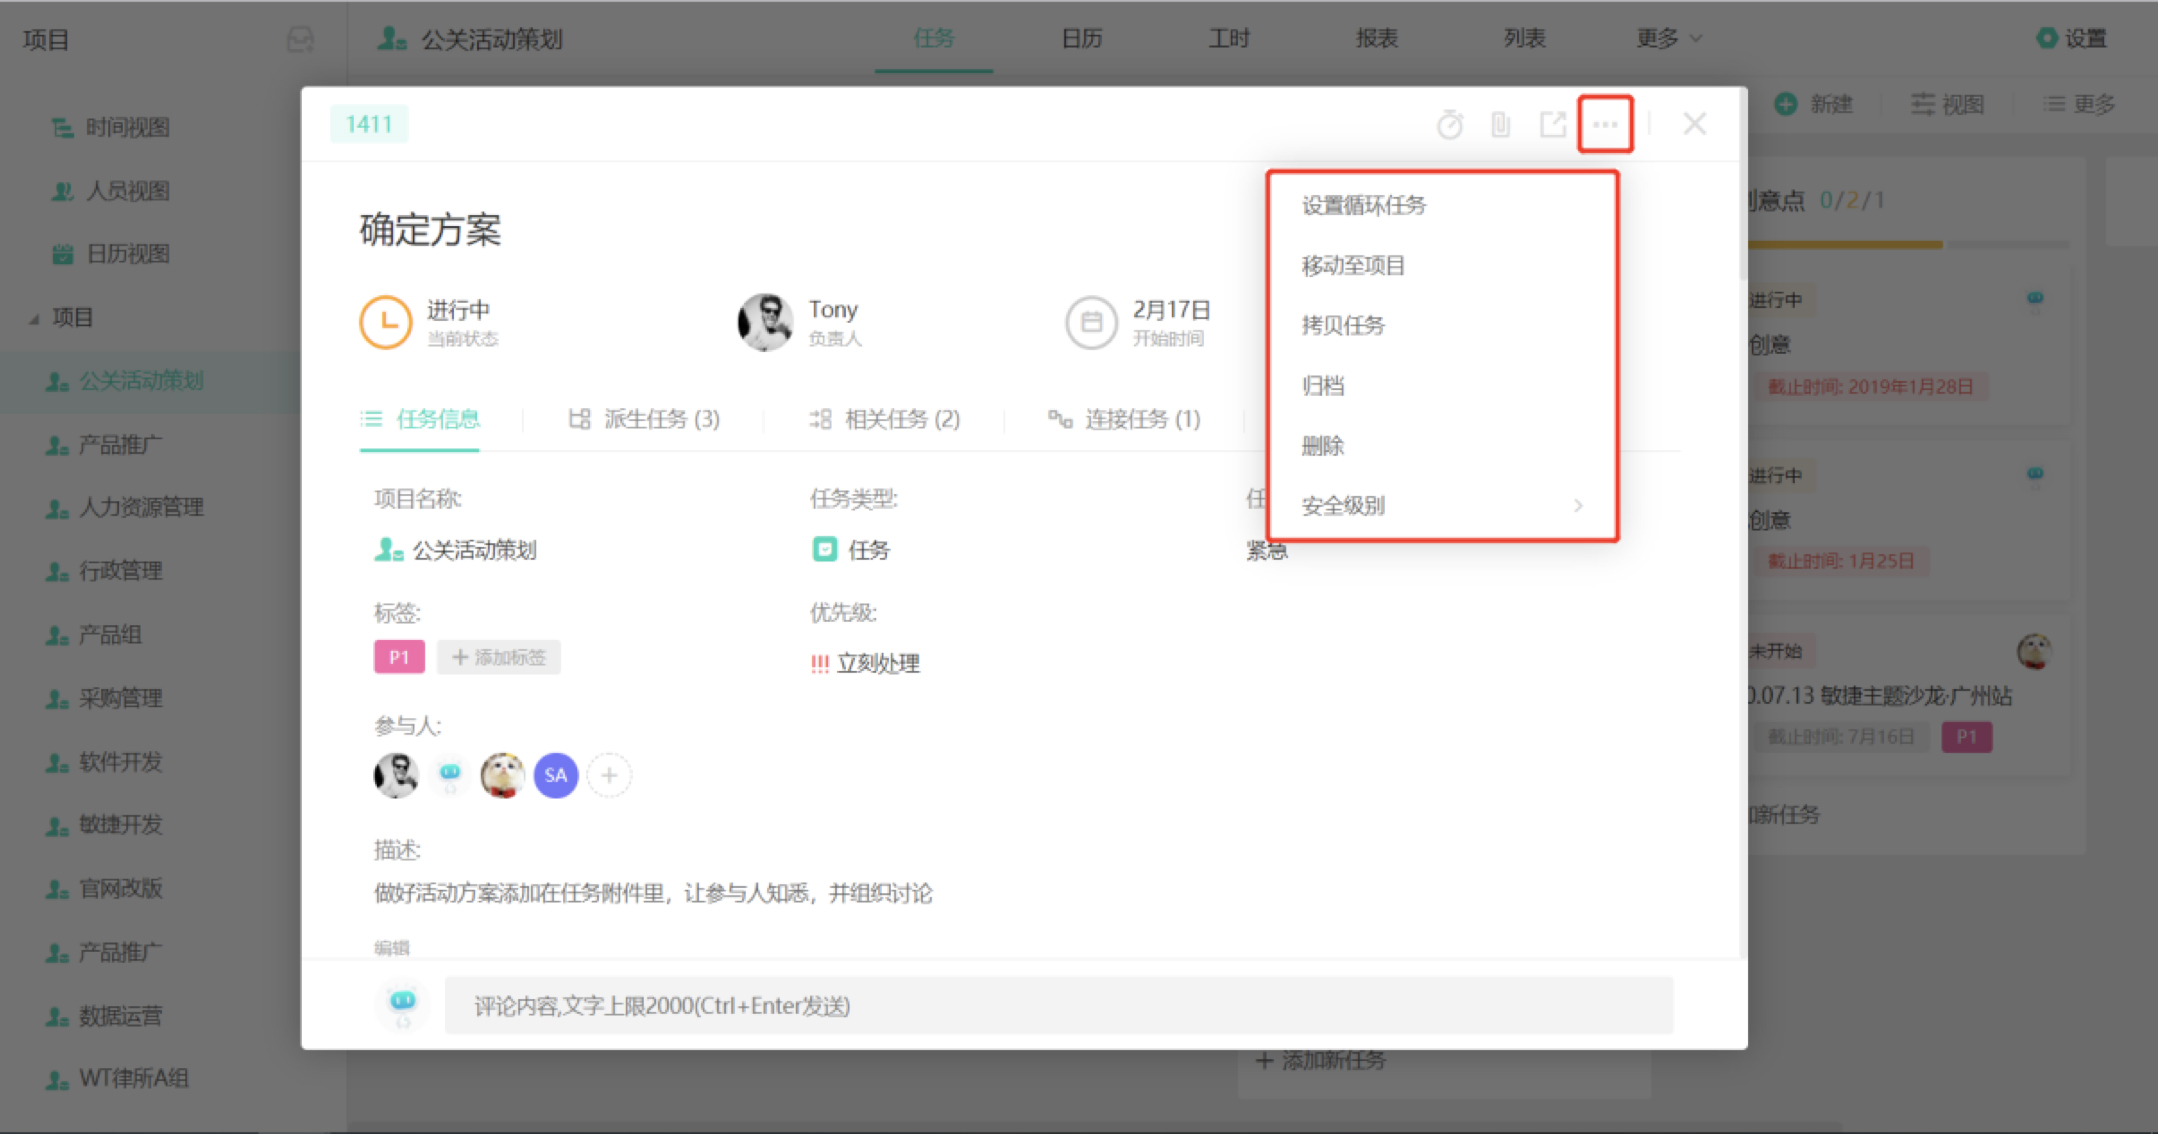 项目
公关活动策划
任务
日历
工时
报表
列表
更多
设置
时间视图
人员视图
日历视图
项目
公关活动策划
产品推广
人力资源管理
行政管理
产品组
采购管理
软件开发
敏捷开发
官网改版
产品推广
数据运营
WT律所A组
新建
视图
更多
1411
确定方案
进行中
当前状态
Tony
负责人
2月17日
开始时间
设置循环任务
移动至项目
拷贝任务
归档
删除
安全级别
任务信息
派生任务 (3)
相关任务 (2)
连接任务 (1)
项目名称:
公关活动策划
任务类型:
任务
任
紧急
标签:
P1
+ 添加标签
优先级:
!!! 立刻处理
参与人:
SA
描述:
做好活动方案添加在任务附件里，让参与人知悉，并组织讨论
编辑
评论内容,文字上限2000(Ctrl+Enter发送)
意点 0/2/1
进行中
创意
截止时间: 2019年1月28日
进行中
创意
截止时间: 1月25日
未开始
.07.13 敏捷主题沙龙·广州站
截止时间: 7月16日
P1
新任务
+ 添加新任务